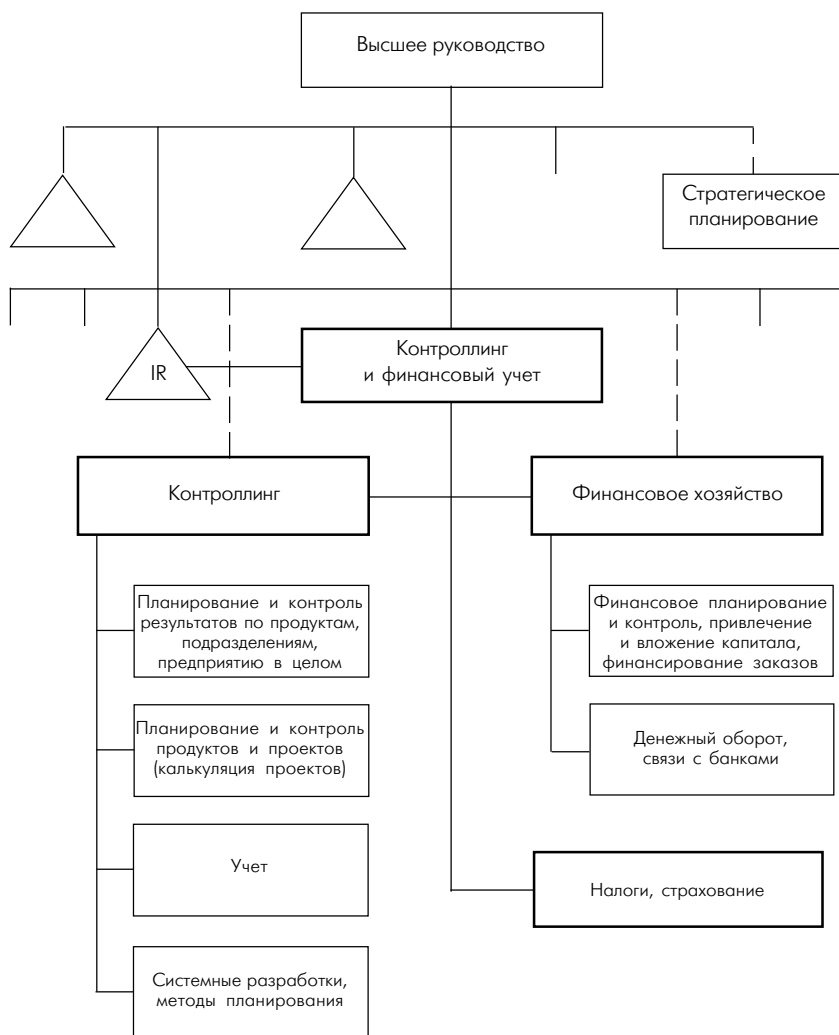 Высшее руководство
Стратегическое
планирование
IR
Контроллинг
и финансовый учет
Контроллинг
Финансовое хозяйство
Планирование и контроль
результатов по продуктам,
подразделениям,
предприятию в целом
Финансовое планирование
и контроль, привлечение
и вложение капитала,
финансирование заказов
Планирование и контроль
продуктов и проектов
(калькуляция проектов)
Денежный оборот,
связи с банками
Учет
Налоги, страхование
Системные разработки,
методы планирования